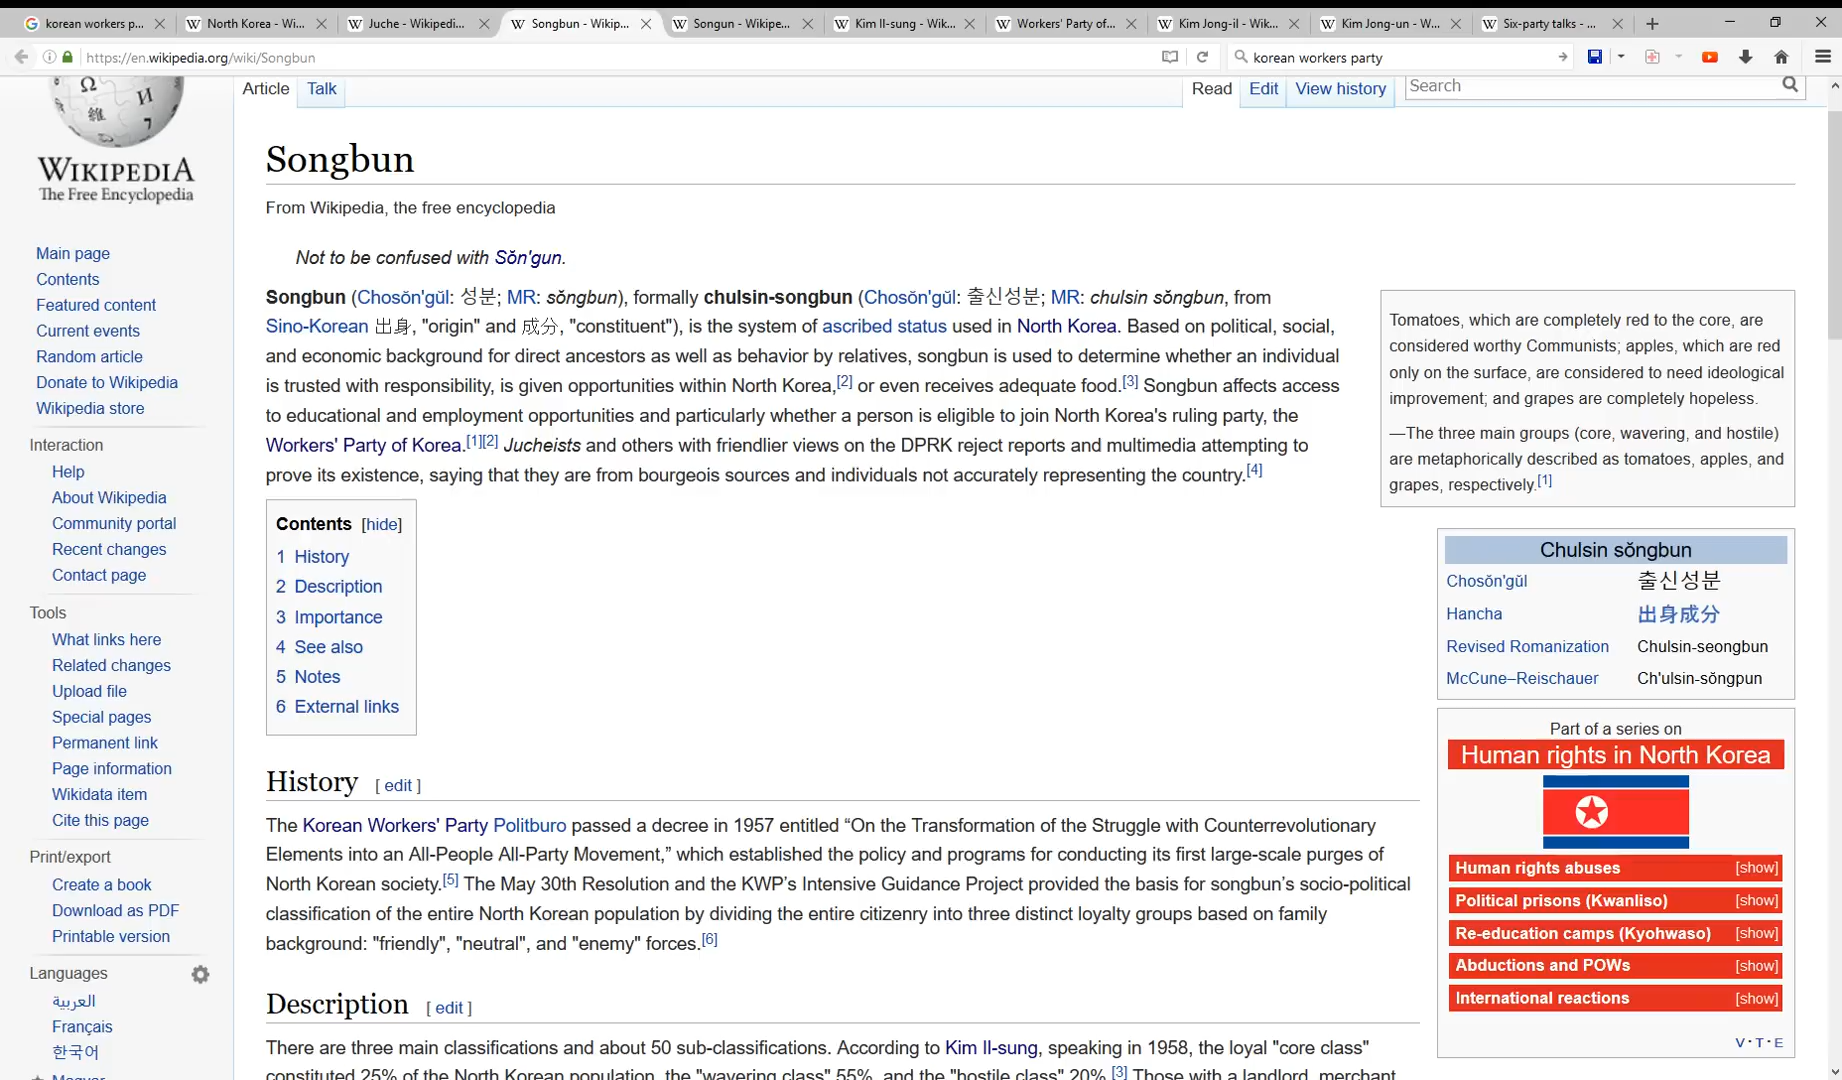 korean workers p...
North Korea - Wi...
Juche - Wikipedi...
Songbun - Wikip...
Songun - Wikipe...
Kim Il-sung - Wik...
Workers' Party of...
Kim Jong-il - Wik...
Kim Jong-un - W...
Six-party talks - ...
https://en.wikipedia.org/wiki/Songbun
korean workers party
WIKIPEDIA
The Free Encyclopedia
Main page
Contents
Featured content
Current events
Random article
Donate to Wikipedia
Wikipedia store
Interaction
Help
About Wikipedia
Community portal
Recent changes
Contact page
Tools
What links here
Related changes
Upload file
Special pages
Permanent link
Page information
Wikidata item
Cite this page
Print/export
Create a book
Download as PDF
Printable version
Languages
العربية
Français
한국어
Magyar
Article
Talk
Read
Edit
View history
Search
Songbun
From Wikipedia, the free encyclopedia
Not to be confused with Sŏn'gun.
Songbun (Chosŏn'gŭl: 성분; MR: sŏngbun), formally chulsin-songbun (Chosŏn'gŭl: 출신성분; MR: chulsin sŏngbun, from
Sino-Korean 出身, "origin" and 成分, "constituent"), is the system of ascribed status used in North Korea. Based on political, social,
and economic background for direct ancestors as well as behavior by relatives, songbun is used to determine whether an individual
is trusted with responsibility, is given opportunities within North Korea,[2] or even receives adequate food.[3] Songbun affects access
to educational and employment opportunities and particularly whether a person is eligible to join North Korea's ruling party, the
Workers' Party of Korea.[1][2] Jucheists and others with friendlier views on the DPRK reject reports and multimedia attempting to
prove its existence, saying that they are from bourgeois sources and individuals not accurately representing the country.[4]
Contents [hide]
1 History
2 Description
3 Importance
4 See also
5 Notes
6 External links
History [ edit ]
The Korean Workers' Party Politburo passed a decree in 1957 entitled “On the Transformation of the Struggle with Counterrevolutionary
Elements into an All-People All-Party Movement,” which established the policy and programs for conducting its first large-scale purges of
North Korean society.[5] The May 30th Resolution and the KWP’s Intensive Guidance Project provided the basis for songbun’s socio-political
classification of the entire North Korean population by dividing the entire citizenry into three distinct loyalty groups based on family
background: "friendly", "neutral", and "enemy" forces.[6]
Description [ edit ]
There are three main classifications and about 50 sub-classifications. According to Kim Il-sung, speaking in 1958, the loyal "core class"
constituted 25% of the North Korean population, the "wavering class" 55%, and the "hostile class" 20%.[3] Those with a landlord, merchant,
Tomatoes, which are completely red to the core, are
considered worthy Communists; apples, which are red
only on the surface, are considered to need ideological
improvement; and grapes are completely hopeless.
—The three main groups (core, wavering, and hostile)
are metaphorically described as tomatoes, apples, and
grapes, respectively.[1]
Chulsin sŏngbun
Chosŏn'gŭl 출신성분
Hancha 出身成分
Revised Romanization Chulsin-seongbun
McCune–Reischauer Ch'ulsin-sŏngpun
Part of a series on
Human rights in North Korea
Human rights abuses [show]
Political prisons (Kwanliso) [show]
Re-education camps (Kyohwaso) [show]
Abductions and POWs [show]
International reactions [show]
V · T · E